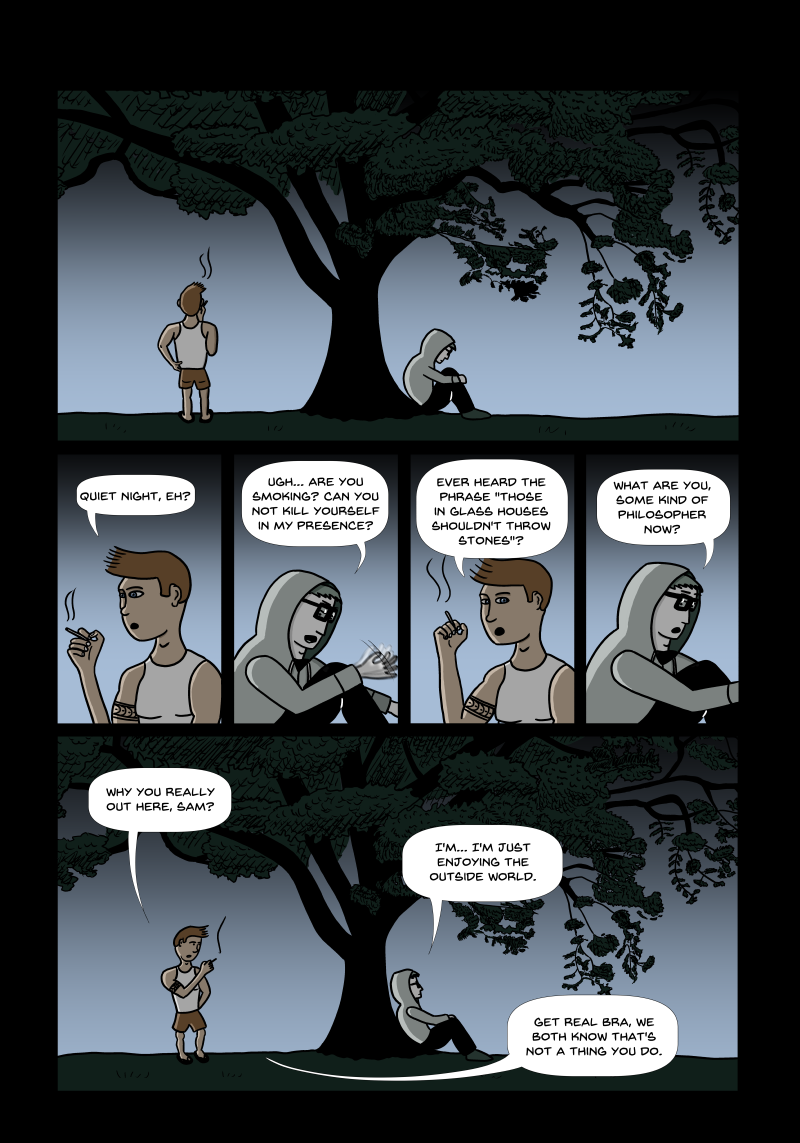 QUIET NIGHT, EH?
UGH... ARE YOU
SMOKING? CAN YOU
NOT KILL YOURSELF
IN MY PRESENCE?
EVER HEARD THE
PHRASE "THOSE
IN GLASS HOUSES
SHOULDN'T THROW
STONES"?
WHAT ARE YOU,
SOME KIND OF
PHILOSOPHER
NOW?
WHY YOU REALLY
OUT HERE, SAM?
I'M... I'M JUST
ENJOYING THE
OUTSIDE WORLD.
GET REAL BRA, WE
BOTH KNOW THAT'S
NOT A THING YOU DO.